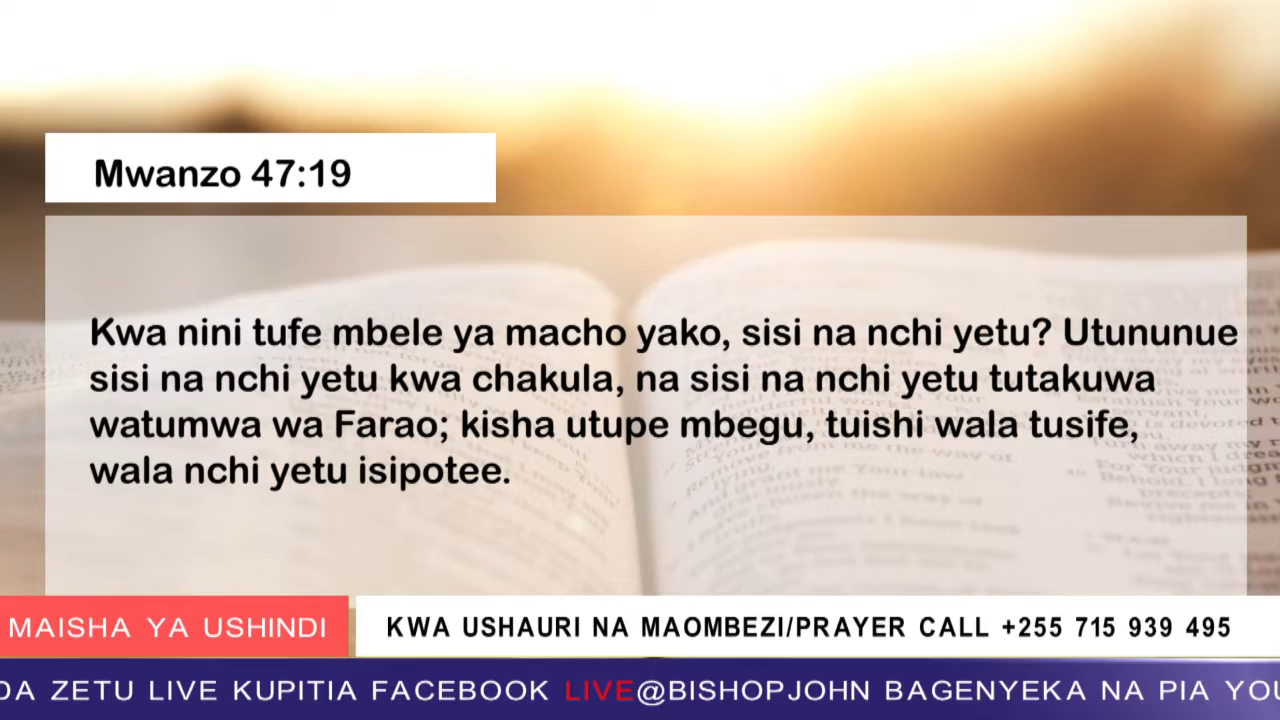 Mwanzo 47:19
Kwa nini tufe mbele ya macho yako, sisi na nchi yetu? Utununue
sisi na nchi yetu kwa chakula, na sisi na nchi yetu tutakuwa
watumwa wa Farao; kisha utupe mbegu, tuishi wala tusife,
wala nchi yetu isipotee.
MAISHA YA USHINDI
KWA USHAURI NA MAOMBEZI/PRAYER CALL +255 715 939 495
DA ZETU LIVE KUPITIA FACEBOOK LIVE@BISHOPJOHN BAGENYEKA NA PIA YOU